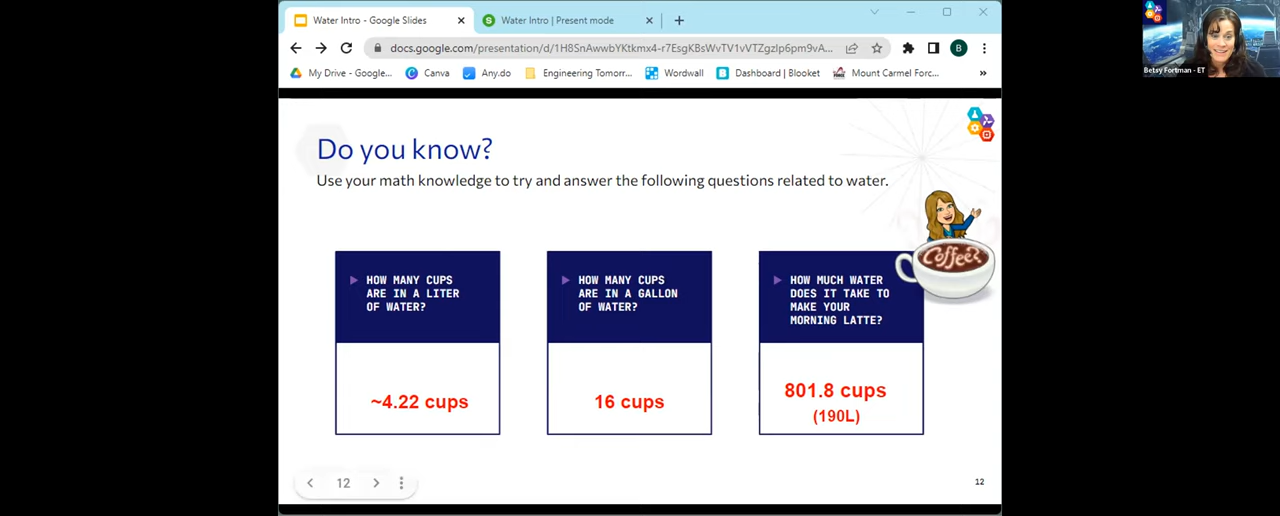 Water Intro - Google Slides
Water Intro | Present mode
docs.google.com/presentation/d/1H8SnAwwbYKtkmx4-r7EsgKBsWvTV1vVTZgzlp6pm9vA...
B
My Drive - Google...
Canva
Any.do
Engineering Tomorr...
Wordwall
B Dashboard | Blooket
Mount Carmel Forc...
»
Betsy Fortman - ET
Do you know?
Use your math knowledge to try and answer the following questions related to water.
Coffee?
HOW MANY CUPS
ARE IN A LITER
OF WATER?
~4.22 cups
HOW MANY CUPS
ARE IN A GALLON
OF WATER?
16 cups
HOW MUCH WATER
DOES IT TAKE TO
MAKE YOUR
MORNING LATTE?
801.8 cups
(190L)
12
12